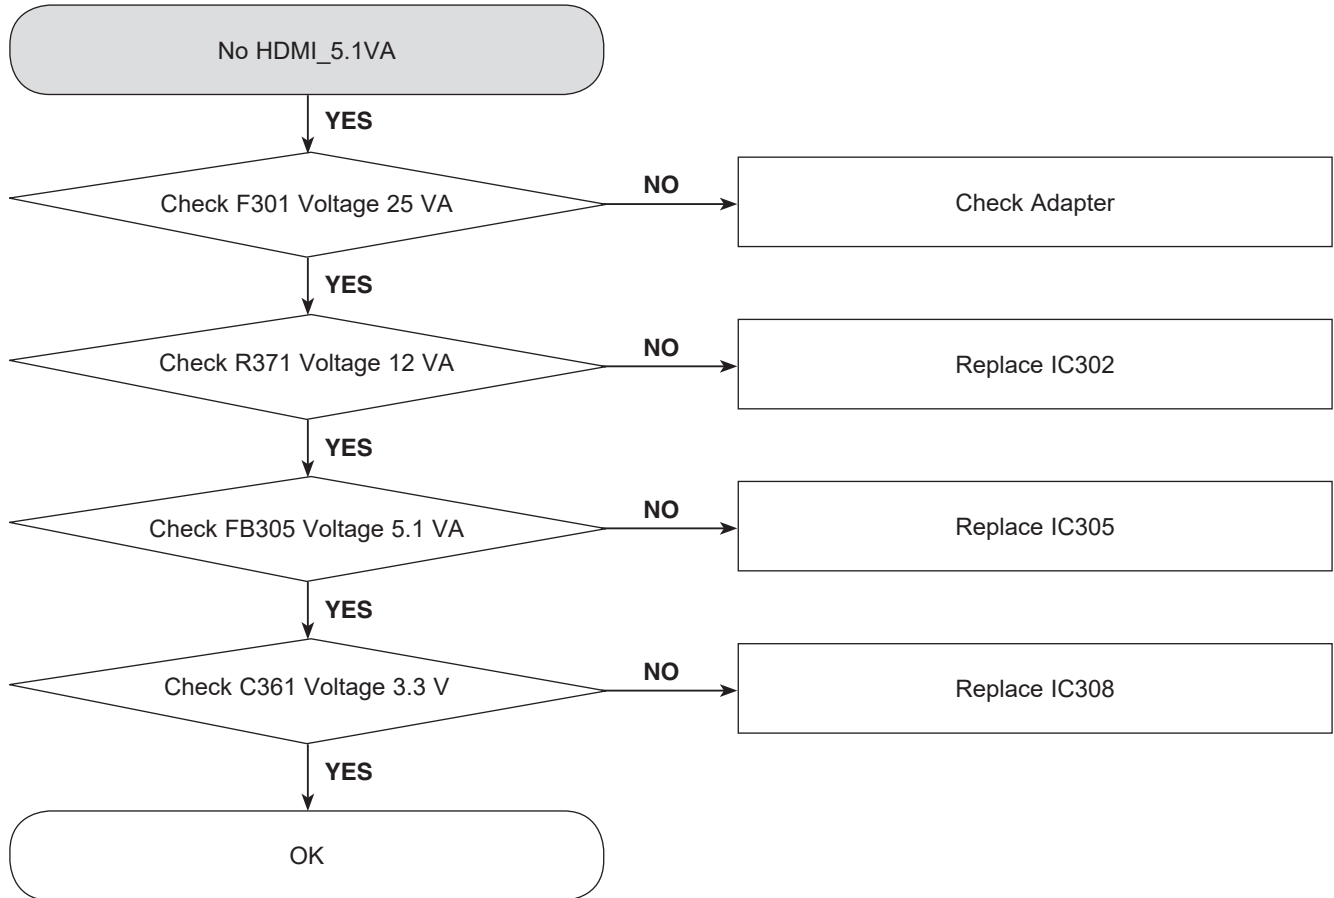 No HDMI_5.1VA
YES
Check F301 Voltage 25 VA
NO
Check Adapter
YES
Check R371 Voltage 12 VA
NO
Replace IC302
YES
Check FB305 Voltage 5.1 VA
NO
Replace IC305
YES
Check C361 Voltage 3.3 V
NO
Replace IC308
YES
OK